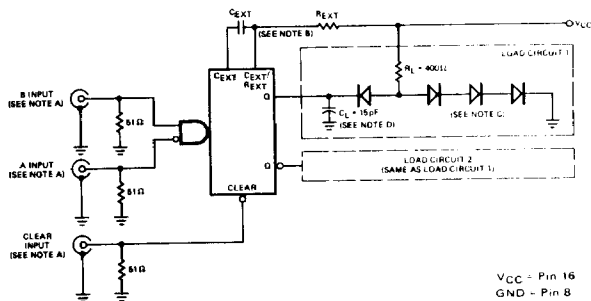 CEXT
REXT
(SEE NOTE B)
VCC
LOAD CIRCUIT 1
CEXT
CEXT/
REXT
RL = 400Ω
Q
B INPUT
(SEE NOTE A)
51Ω
CL = 15pF
(SEE NOTE D)
(SEE NOTE C)
A INPUT
(SEE NOTE A)
51Ω
Q
LOAD CIRCUIT 2
(SAME AS LOAD CIRCUIT 1)
CLEAR
CLEAR
INPUT
(SEE NOTE A)
51Ω
VCC = Pin 16
GND = Pin 8